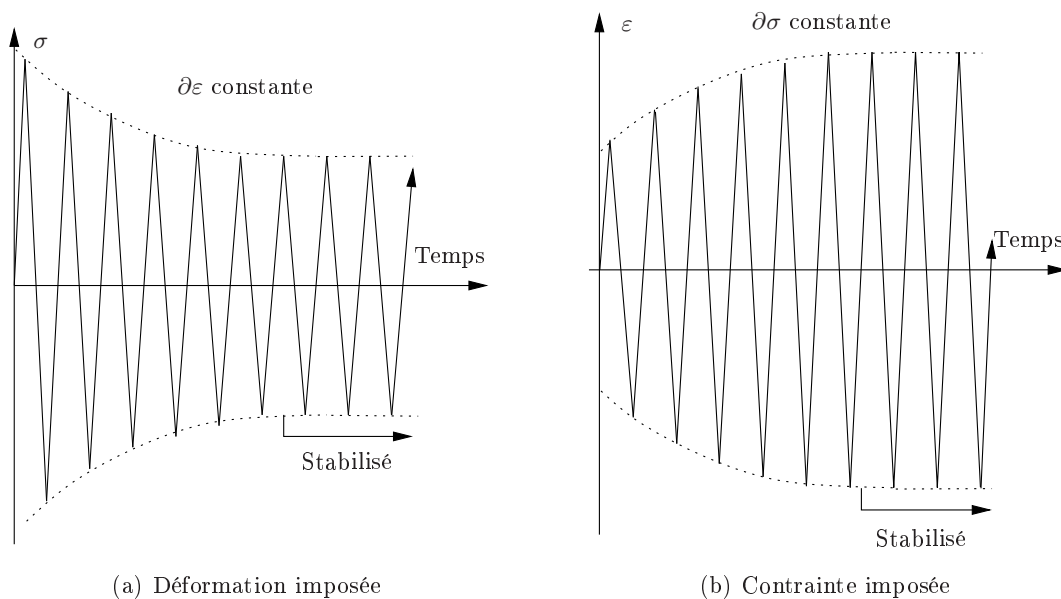 σ
∂ε constante
Temps
Stabilisé
(a) Déformation imposée
ε
∂σ constante
Temps
Stabilisé
(b) Contrainte imposée